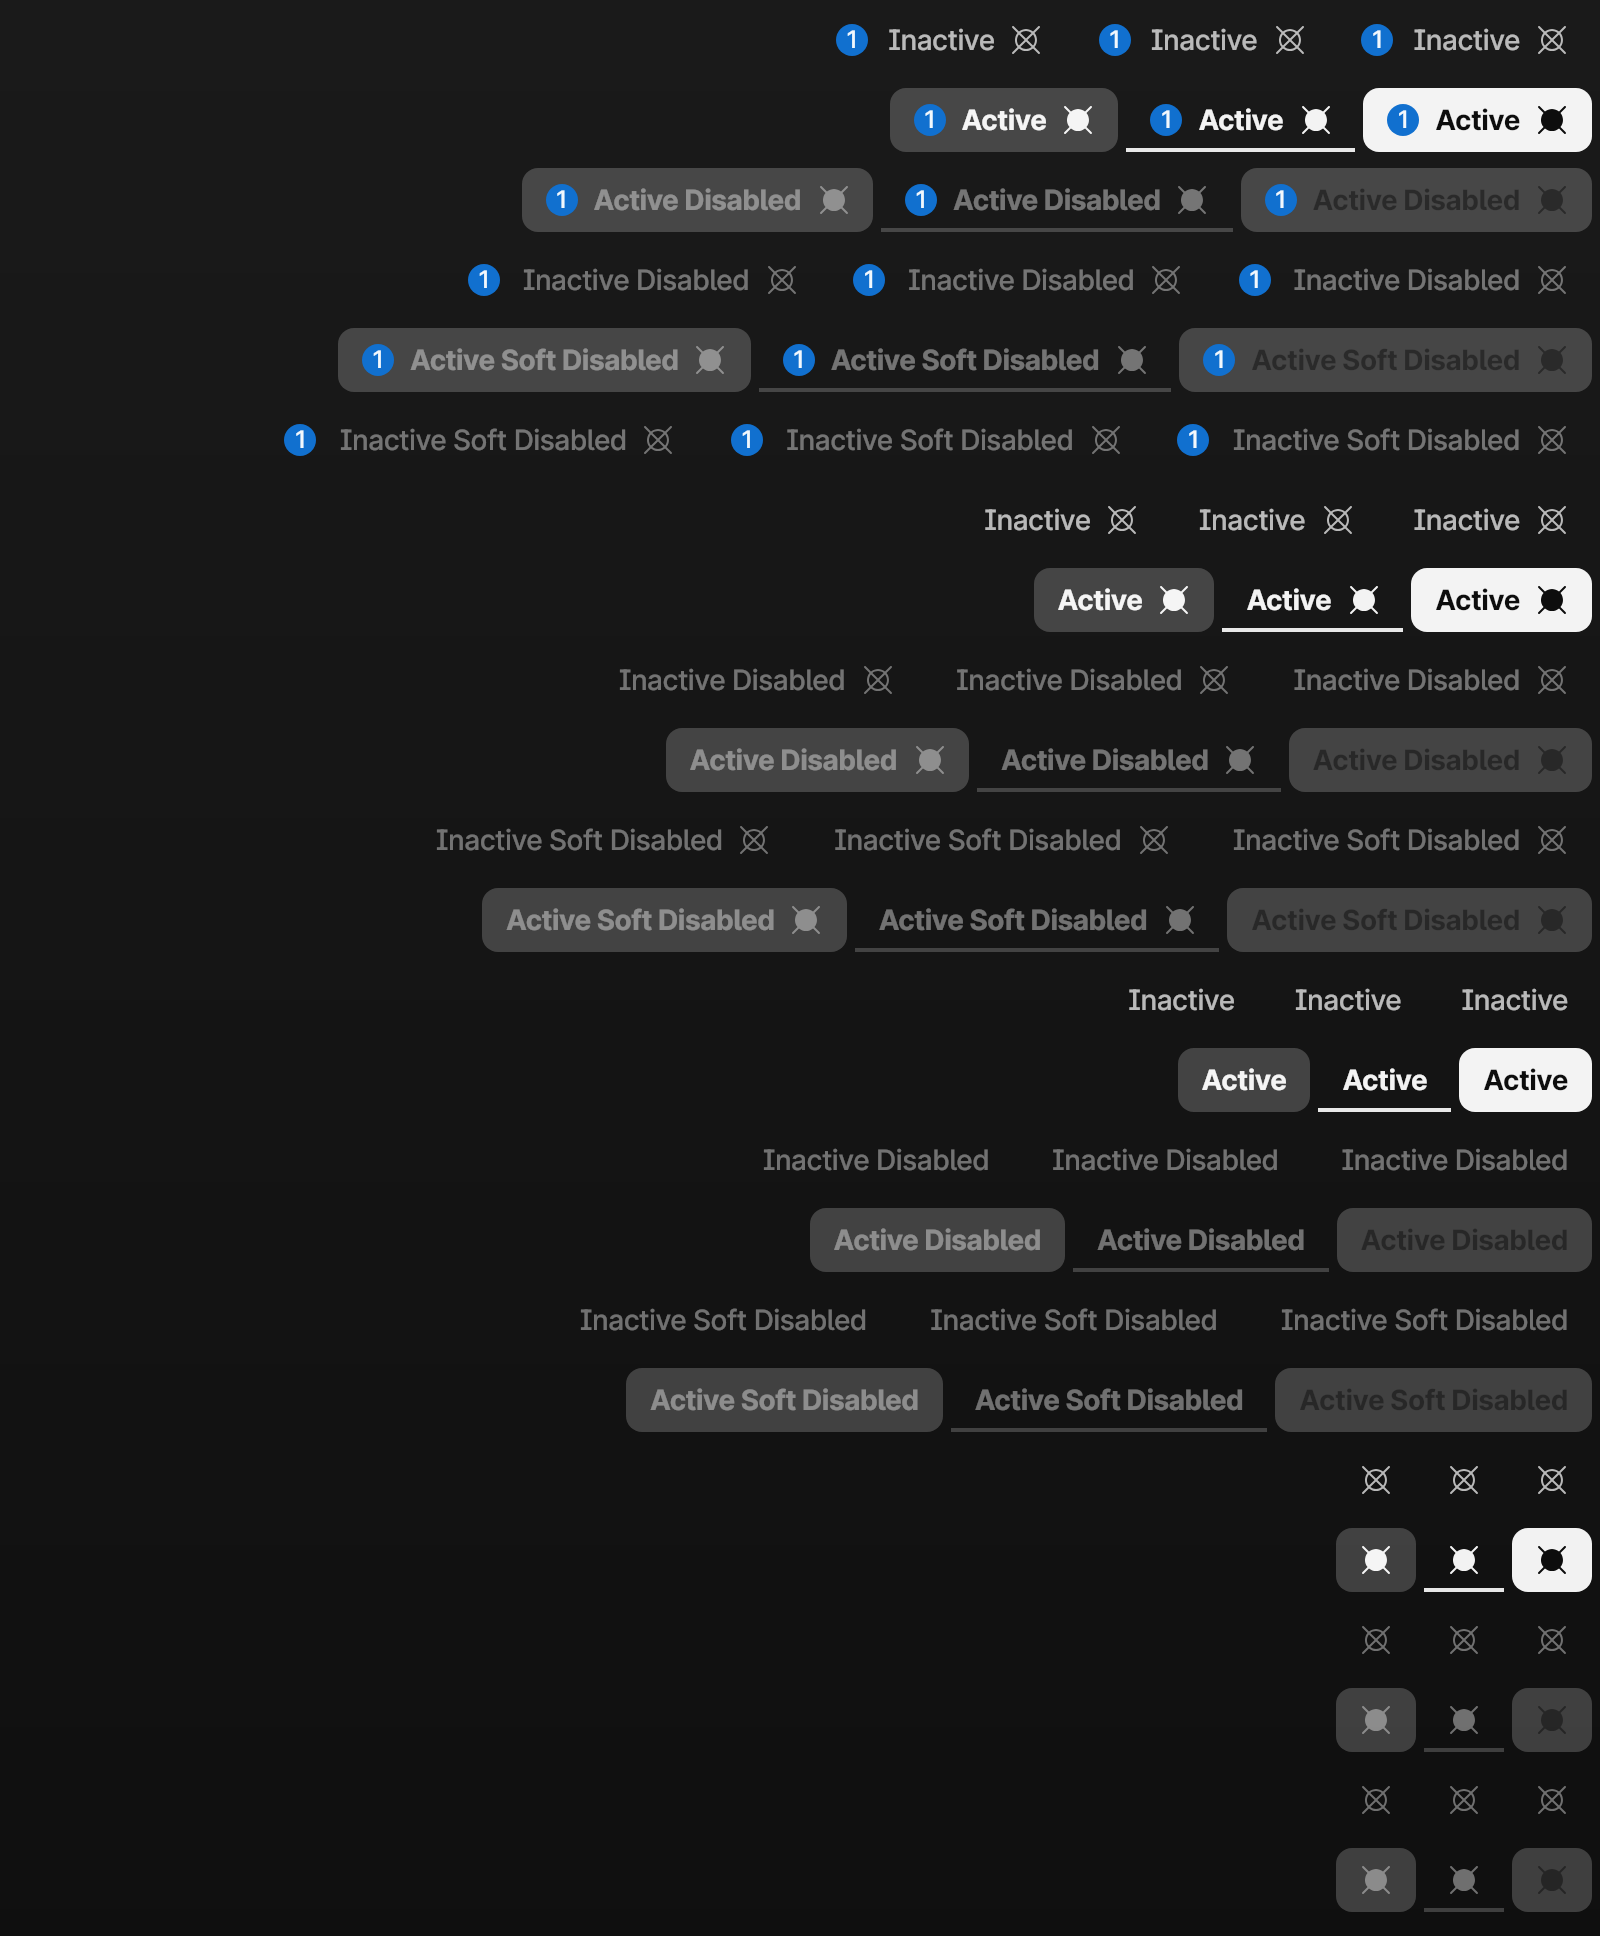 1 Inactive 1 Inactive 1 Inactive
1 Active 1 Active 1 Active
1 Active Disabled 1 Active Disabled 1 Active Disabled
1 Inactive Disabled 1 Inactive Disabled 1 Inactive Disabled
1 Active Soft Disabled 1 Active Soft Disabled 1 Active Soft Disabled
1 Inactive Soft Disabled 1 Inactive Soft Disabled 1 Inactive Soft Disabled
Inactive Inactive Inactive
Active Active Active
Inactive Disabled Inactive Disabled Inactive Disabled
Active Disabled Active Disabled Active Disabled
Inactive Soft Disabled Inactive Soft Disabled Inactive Soft Disabled
Active Soft Disabled Active Soft Disabled Active Soft Disabled
Inactive Inactive Inactive
Active Active Active
Inactive Disabled Inactive Disabled Inactive Disabled
Active Disabled Active Disabled Active Disabled
Inactive Soft Disabled Inactive Soft Disabled Inactive Soft Disabled
Active Soft Disabled Active Soft Disabled Active Soft Disabled